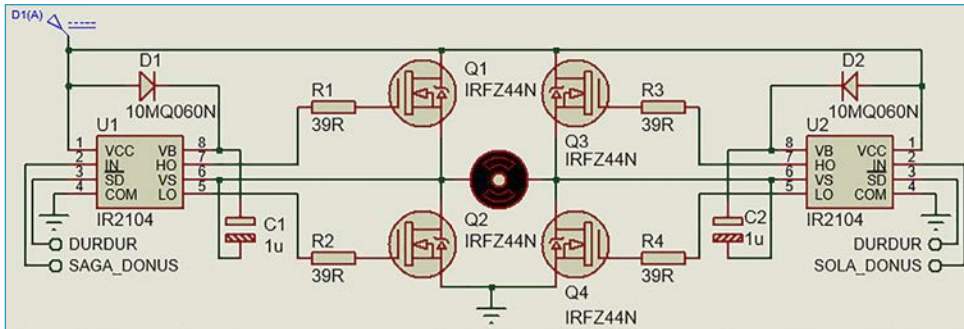 D1(A)
D1
10MQ060N
U1
1 VCC VB 8
2 IN HO 7
3 SD VS 6
4 COM LO 5
IR2104
C1
1u
DURDUR
SAGA_DONUS
R1
39R
R2
39R
Q1
IRFZ44N
Q3
IRFZ44N
Q2
IRFZ44N
Q4
IRFZ44N
R3
39R
R4
39R
D2
10MQ060N
U2
8 VB VCC 1
7 HO IN 2
6 VS SD 3
5 LO COM 4
IR2104
C2
1u
DURDUR
SOLA_DONUS